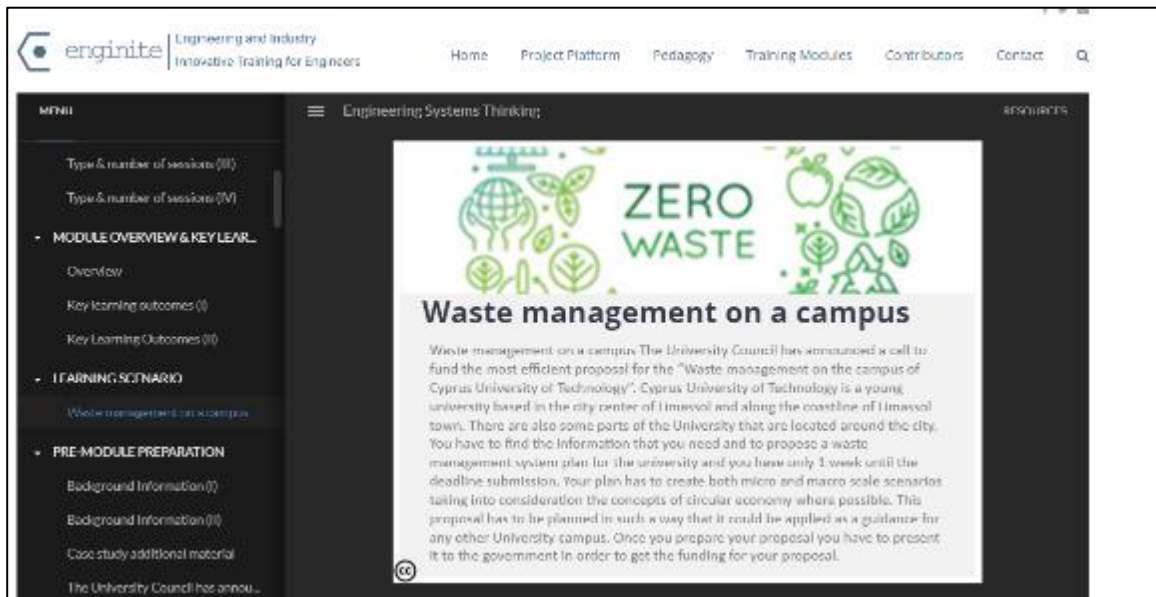 enginite
Engineering and Industry
Innovative Training for Engineers
Home
Project Platform
Pedagogy
Training Modules
Contributors
Contact
MENU
Engineering Systems Thinking
RESOURCES
Type & number of sessions (III)
Type & number of sessions (IV)
MODULE OVERVIEW & KEY LEAR...
Overview
Key learning outcomes (I)
Key Learning Outcomes (II)
LEARNING SCENARIO
Waste management on a campus
PRE-MODULE PREPARATION
Background Information (I)
Background Information (II)
Case study additional material
The University Council has annou...
ZERO
WASTE
Waste management on a campus
Waste management on a campus The University Council has announced a call to
fund the most efficient proposal for the "Waste management on the campus of
Cyprus University of Technology". Cyprus University of Technology is a young
university based in the city center of Limassol and along the coastline of Limassol
town. There are also some parts of the University that are located around the city.
You have to find the information that you need and to propose a waste
management system plan for the university and you have only 1 week until the
deadline submission. Your plan has to create both micro and macro scale scenarios
taking into consideration the concepts of circular economy where possible. This
proposal has to be planned in such a way that it could be applied as a guidance for
any other University campus. Once you prepare your proposal you have to present
it to the government in order to get the funding for your proposal.
cc